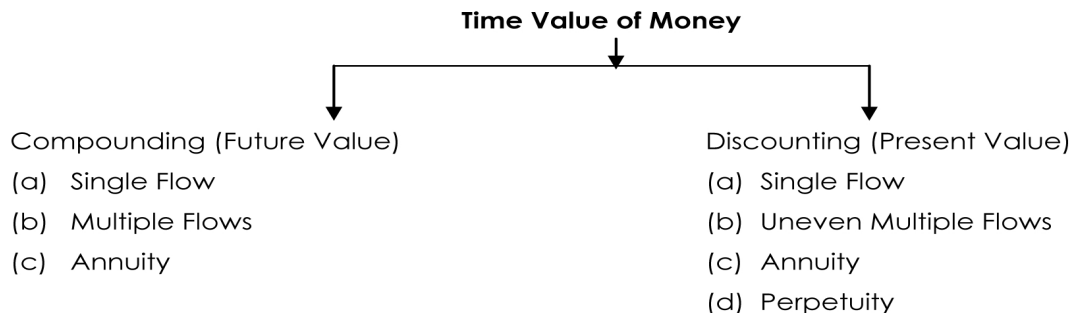 Time Value of Money
Compounding (Future Value)
(a) Single Flow
(b) Multiple Flows
(c) Annuity
Discounting (Present Value)
(a) Single Flow
(b) Uneven Multiple Flows
(c) Annuity
(d) Perpetuity